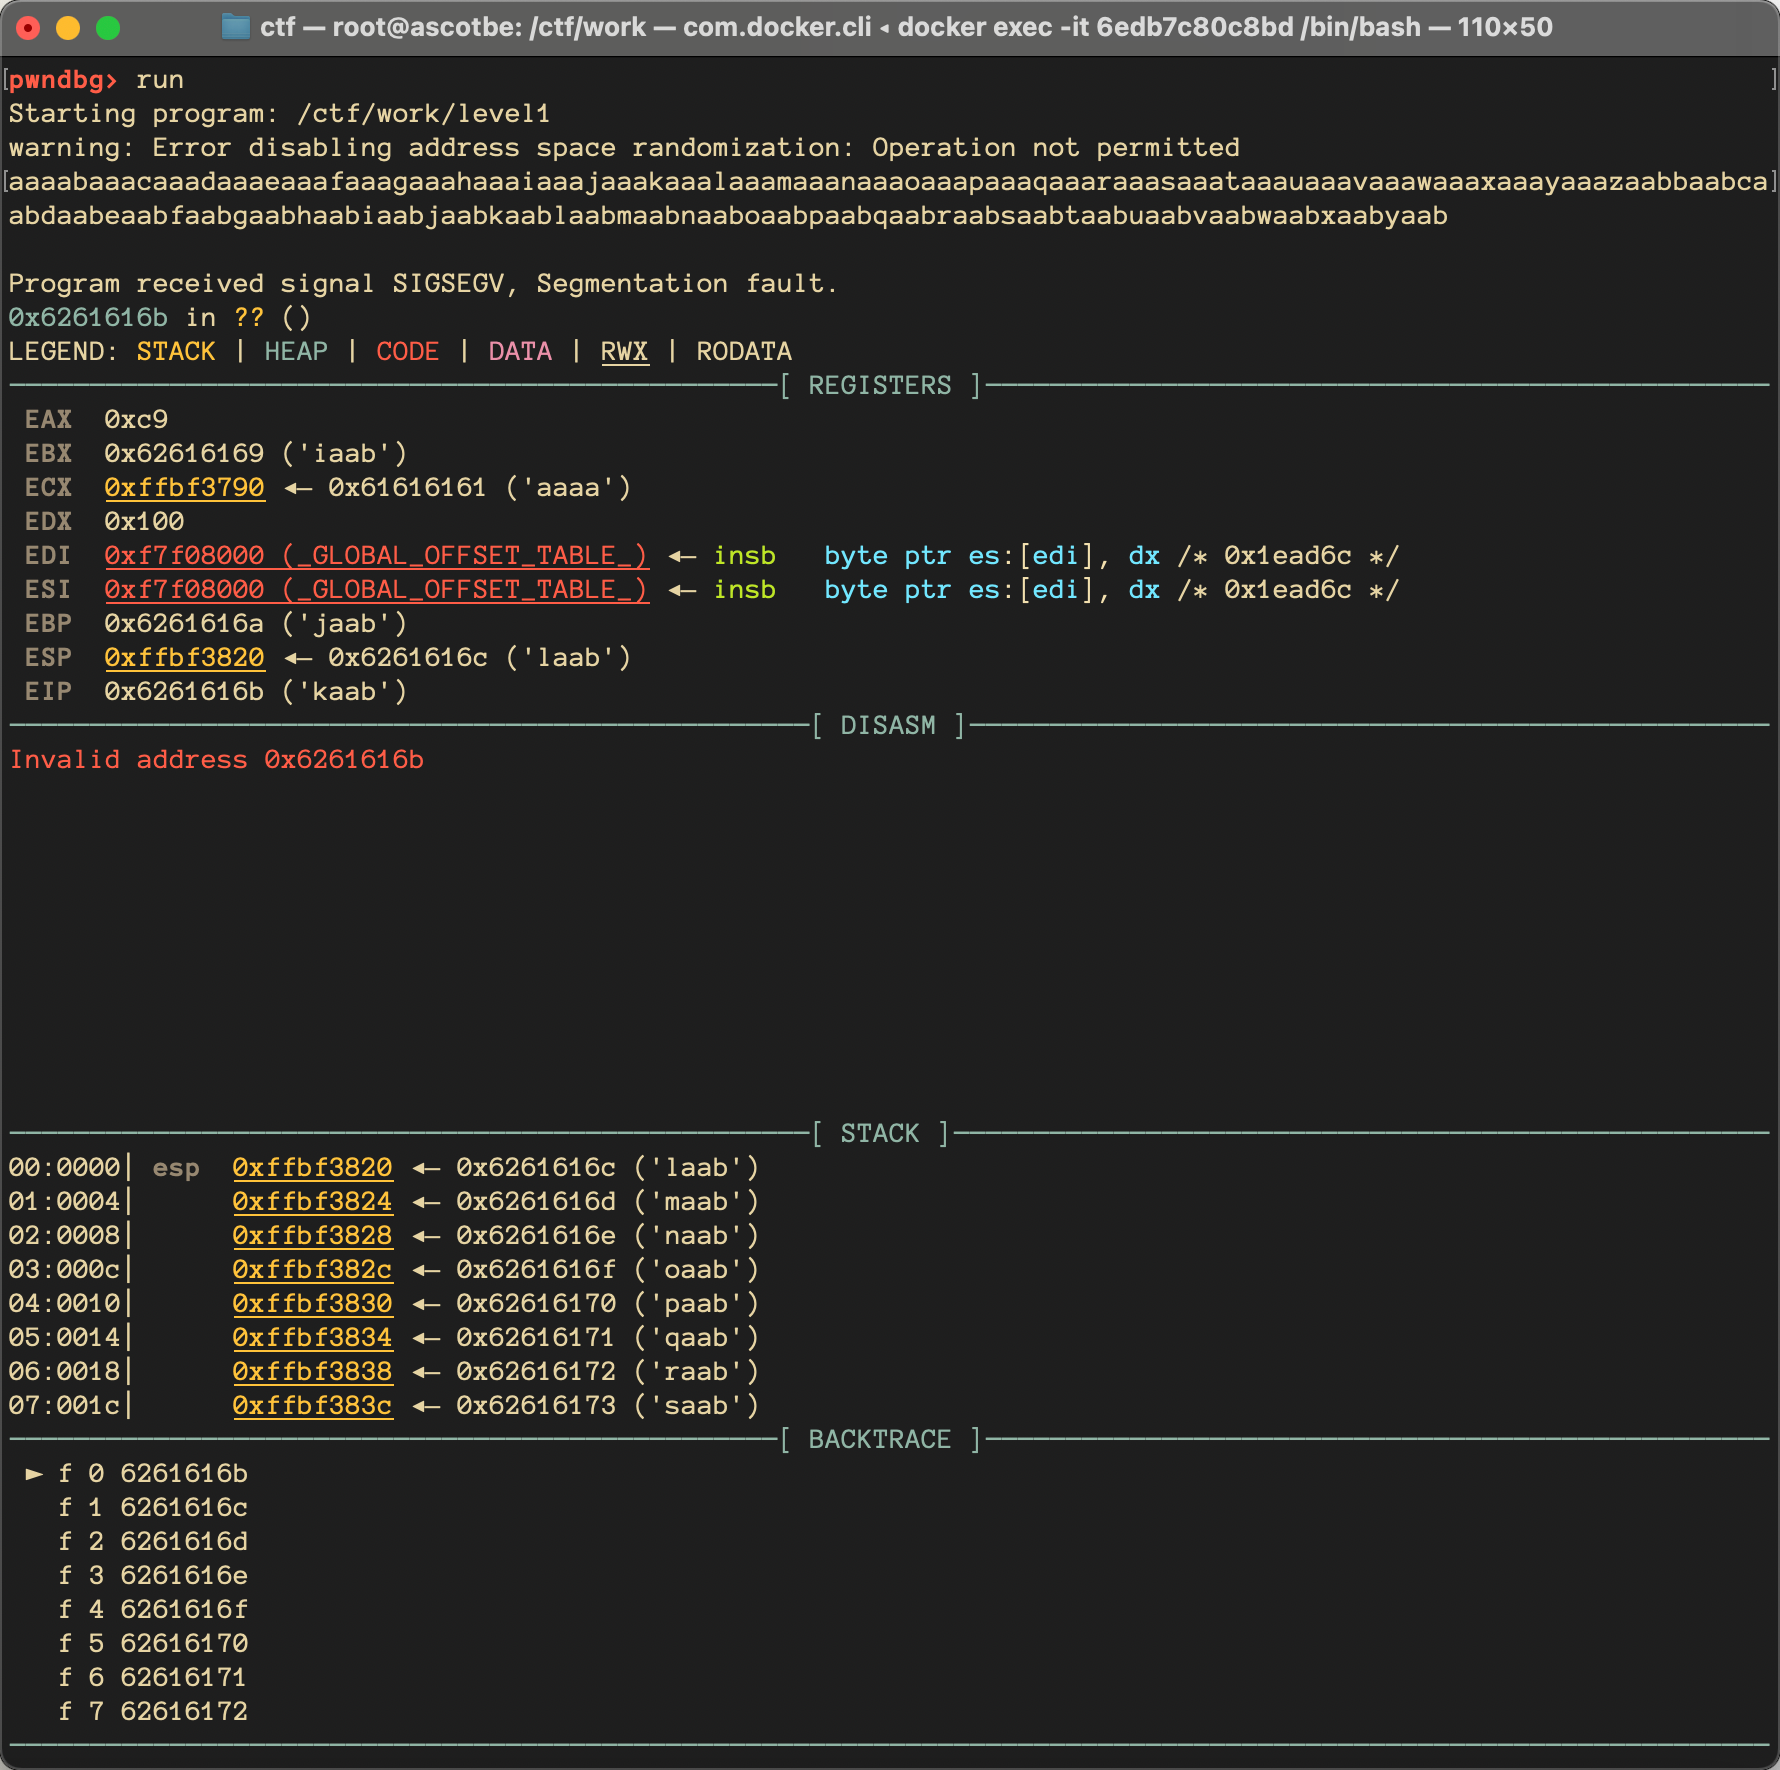 ctf — root@ascotbe: /ctf/work — com.docker.cli ◂ docker exec -it 6edb7c80c8bd /bin/bash — 110×50
[pwndbg> run ]
Starting program: /ctf/work/level1
warning: Error disabling address space randomization: Operation not permitted
[aaaabaaacaaadaaaeaaafaaagaaahaaaiaaajaaakaaalaaamaaanaaaoaaapaaaqaaaraaasaaataaauaaavaaawaaaxaaayaaazaabbaabca]
abdaabeaabfaabgaabhaabiaabjaabkaablaabmaabnaaboaabpaabqaabraabsaabtaabuaabvaabwaabxaabyaab
Program received signal SIGSEGV, Segmentation fault.
0x6261616b in ?? ()
LEGEND: STACK | HEAP | CODE | DATA | RWX | RODATA
[ REGISTERS ]
EAX 0xc9
EBX 0x62616169 ('iaab')
ECX 0xffbf3790 ◂— 0x61616161 ('aaaa')
EDX 0x100
EDI 0xf7f08000 (_GLOBAL_OFFSET_TABLE_) ◂— insb byte ptr es:[edi], dx /* 0x1ead6c */
ESI 0xf7f08000 (_GLOBAL_OFFSET_TABLE_) ◂— insb byte ptr es:[edi], dx /* 0x1ead6c */
EBP 0x6261616a ('jaab')
ESP 0xffbf3820 ◂— 0x6261616c ('laab')
EIP 0x6261616b ('kaab')
[ DISASM ]
Invalid address 0x6261616b
[ STACK ]
00:0000│ esp 0xffbf3820 ◂— 0x6261616c ('laab')
01:0004│ 0xffbf3824 ◂— 0x6261616d ('maab')
02:0008│ 0xffbf3828 ◂— 0x6261616e ('naab')
03:000c│ 0xffbf382c ◂— 0x6261616f ('oaab')
04:0010│ 0xffbf3830 ◂— 0x62616170 ('paab')
05:0014│ 0xffbf3834 ◂— 0x62616171 ('qaab')
06:0018│ 0xffbf3838 ◂— 0x62616172 ('raab')
07:001c│ 0xffbf383c ◂— 0x62616173 ('saab')
[ BACKTRACE ]
► f 0 6261616b
f 1 6261616c
f 2 6261616d
f 3 6261616e
f 4 6261616f
f 5 62616170
f 6 62616171
f 7 62616172